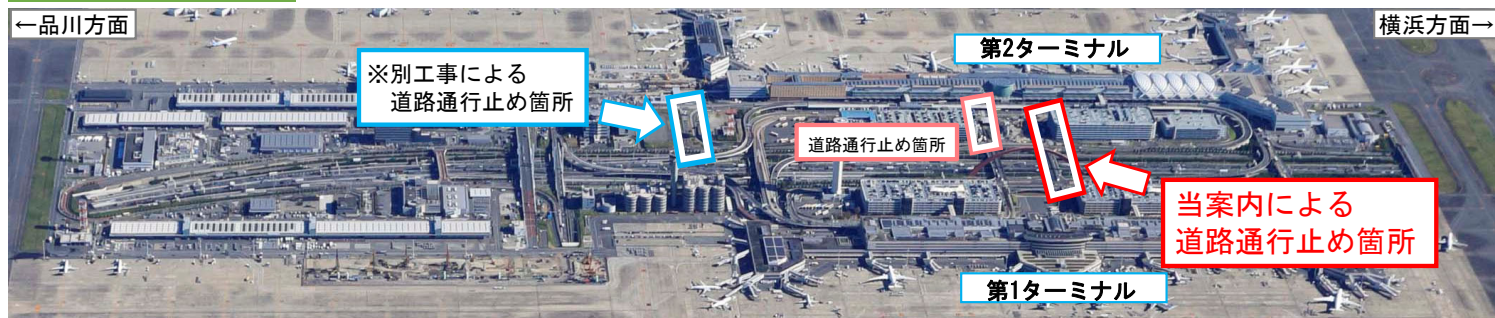 ←品川方面
横浜方面→
第2ターミナル
※別工事による
道路通行止め箇所
道路通行止め箇所
当案内による
道路通行止め箇所
第1ターミナル